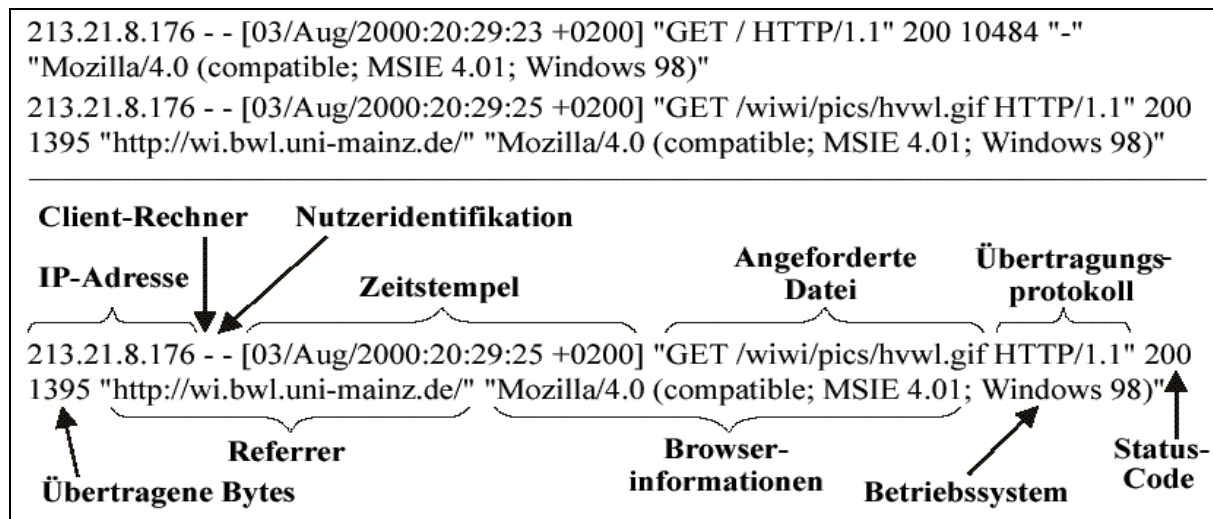 213.21.8.176 - - [03/Aug/2000:20:29:23 +0200] "GET / HTTP/1.1" 200 10484 "-"
"Mozilla/4.0 (compatible; MSIE 4.01; Windows 98)"
213.21.8.176 - - [03/Aug/2000:20:29:25 +0200] "GET /wiwi/pics/hvwl.gif HTTP/1.1" 200
1395 "http://wi.bwl.uni-mainz.de/" "Mozilla/4.0 (compatible; MSIE 4.01; Windows 98)"
Client-Rechner Nutzeridentifikation
IP-Adresse Zeitstempel Angeforderte Datei Übertragungs-
protokoll
213.21.8.176 - - [03/Aug/2000:20:29:25 +0200] "GET /wiwi/pics/hvwl.gif HTTP/1.1" 200
1395 "http://wi.bwl.uni-mainz.de/" "Mozilla/4.0 (compatible; MSIE 4.01; Windows 98)"
Referrer Browser-
informationen Status-
Code
Übertragene Bytes Betriebssystem